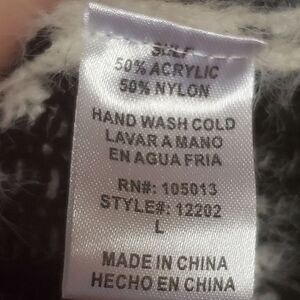 SELF
50% ACRYLIC
50% NYLON
HAND WASH COLD
LAVAR A MANO
EN AGUA FRIA
RN#: 105013
STYLE#: 12202
L
MADE IN CHINA
HECHO EN CHINA